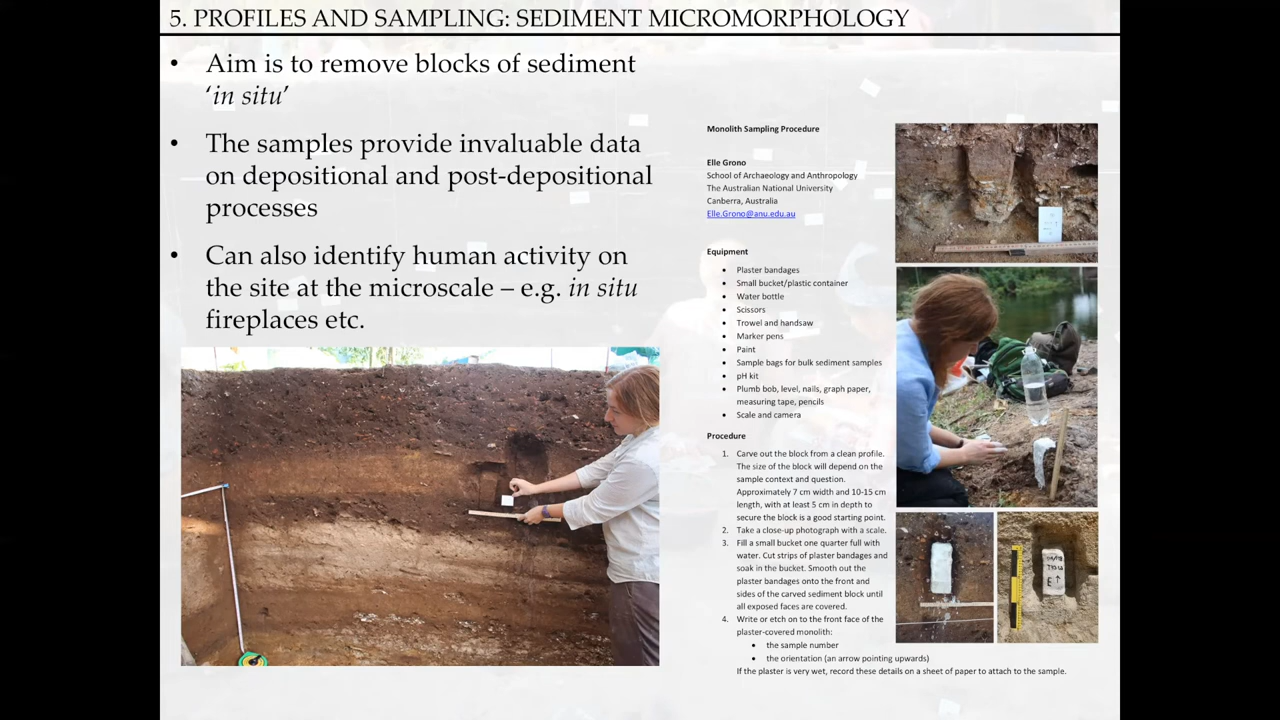 5. PROFILES AND SAMPLING: SEDIMENT MICROMORPHOLOGY
• Aim is to remove blocks of sediment
‘in situ’
• The samples provide invaluable data
on depositional and post-depositional
processes
• Can also identify human activity on
the site at the microscale – e.g. in situ
fireplaces etc.
Monolith Sampling Procedure
Elle Grono
School of Archaeology and Anthropology
The Australian National University
Canberra, Australia
Elle.Grono@anu.edu.au
Equipment
• Plaster bandages
• Small bucket/plastic container
• Water bottle
• Scissors
• Trowel and handsaw
• Marker pens
• Paint
• Sample bags for bulk sediment samples
• pH kit
• Plumb bob, level, nails, graph paper,
measuring tape, pencils
• Scale and camera
Procedure
1. Carve out the block from a clean profile.
The size of the block will depend on the
sample context and question.
Approximately 7 cm width and 10-15 cm
length, with at least 5 cm in depth to
secure the block is a good starting point.
2. Take a close-up photograph with a scale.
3. Fill a small bucket one quarter full with
water. Cut strips of plaster bandages and
soak in the bucket. Smooth out the
plaster bandages onto the front and
sides of the carved sediment block until
all exposed faces are covered.
4. Write or etch on to the front face of the
plaster-covered monolith:
• the sample number
• the orientation (an arrow pointing upwards)
If the plaster is very wet, record these details on a sheet of paper to attach to the sample.